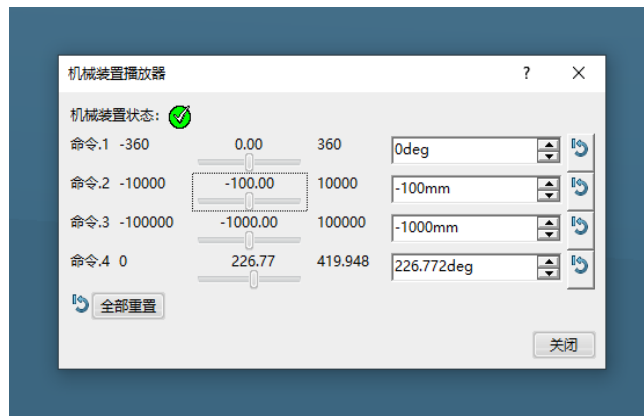 机械装置播放器 ? ×
机械装置状态:
命令.1 -360 0.00 360 0deg
命令.2 -10000 -100.00 10000 -100mm
命令.3 -100000 -1000.00 100000 -1000mm
命令.4 0 226.77 419.948 226.772deg
全部重置
关闭